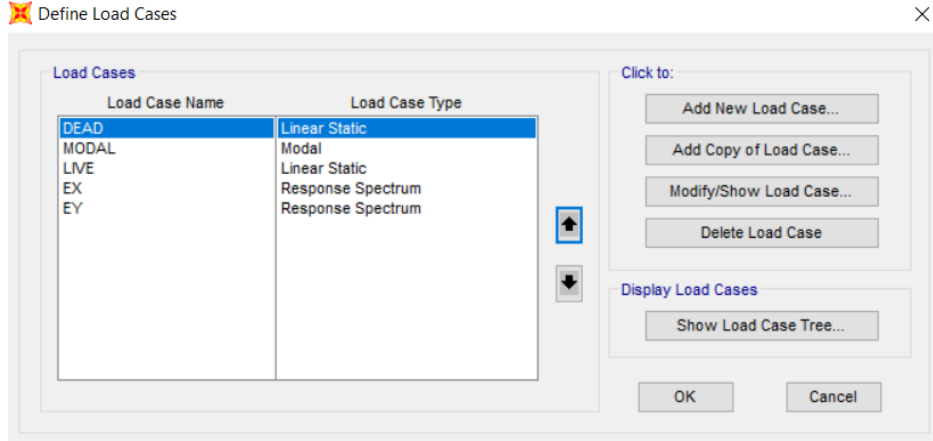 Define Load Cases
Load Cases
Load Case Name Load Case Type
DEAD Linear Static
MODAL Modal
LIVE Linear Static
EX Response Spectrum
EY Response Spectrum
Click to:
Add New Load Case...
Add Copy of Load Case...
Modify/Show Load Case...
Delete Load Case
Display Load Cases
Show Load Case Tree...
OK Cancel